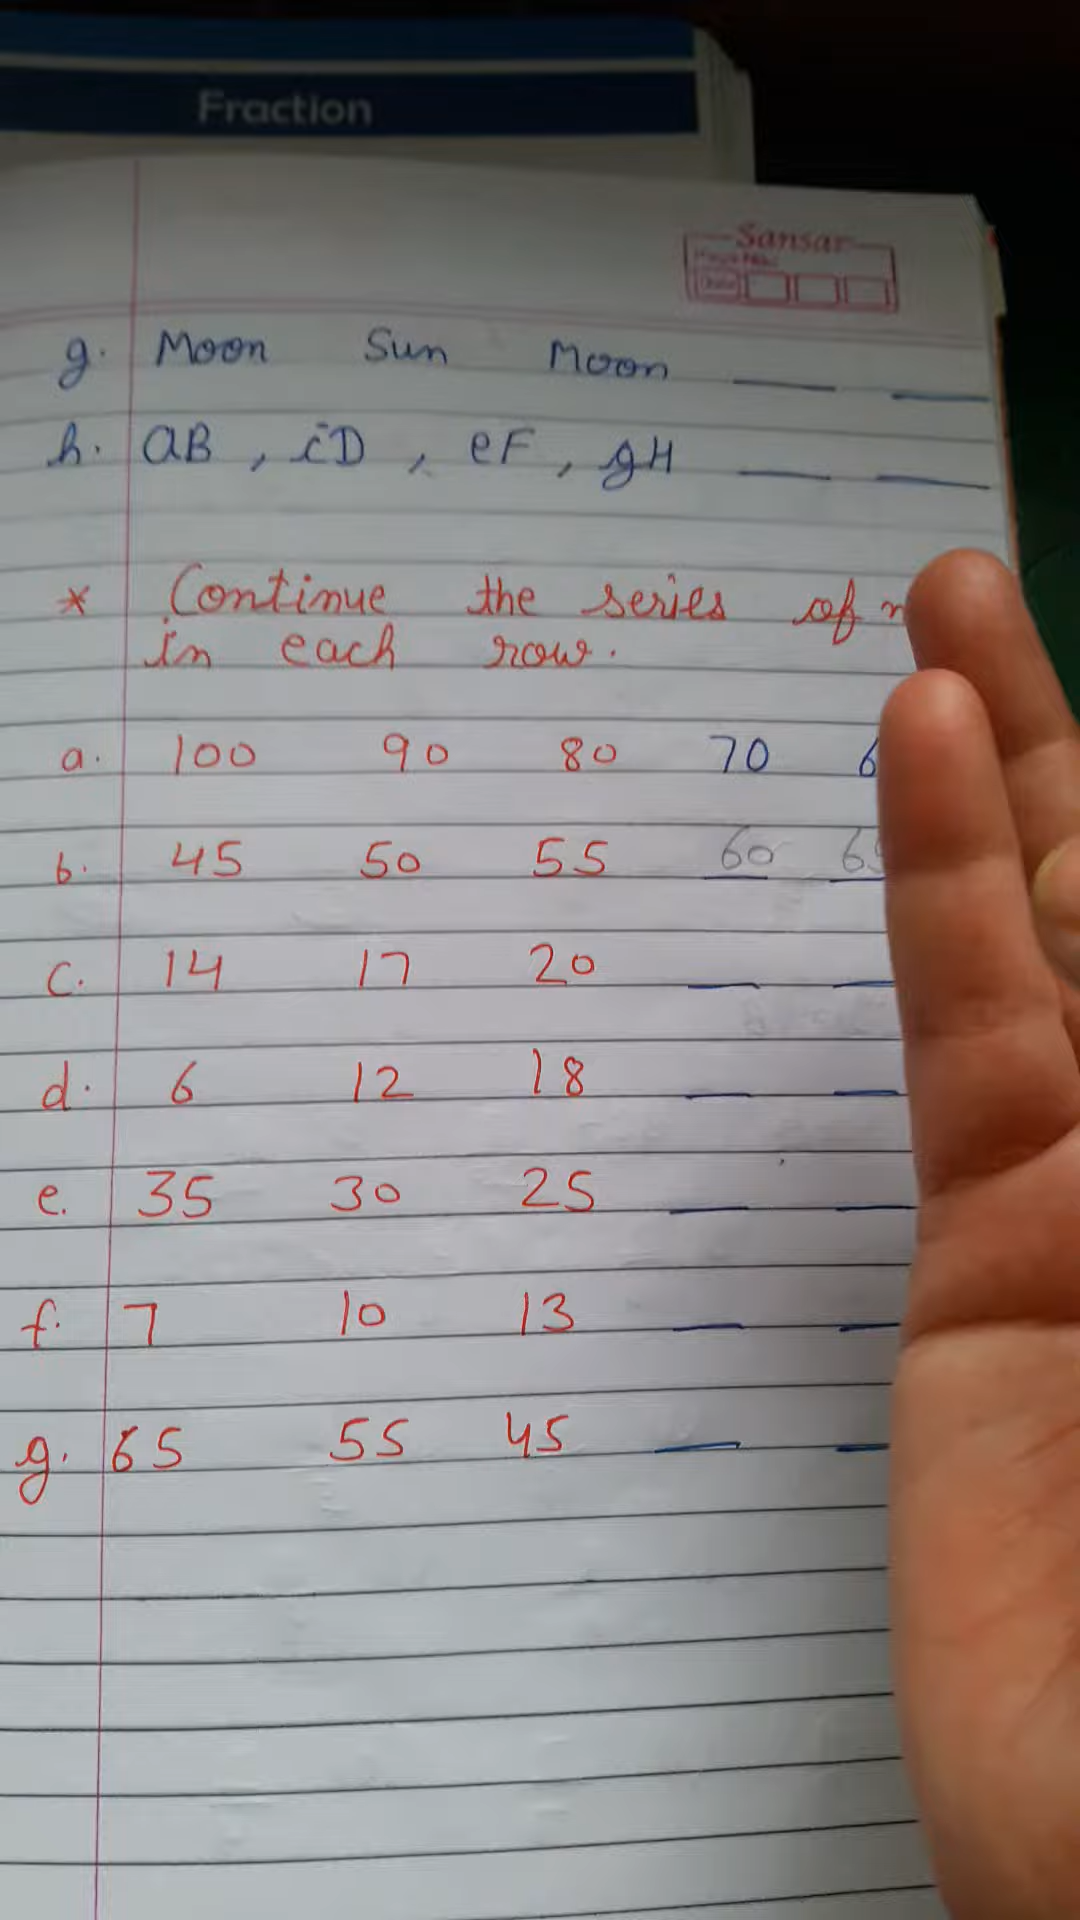 Fraction
Sansar
g. Moon Sun Moon
h. aB , cD , eF , gH
* Continue the series of
in each row.
a. 100 90 80 70
b. 45 50 55 60
c. 14 17 20
d. 6 12 18
e. 35 30 25
f. 7 10 13
g. 65 55 45